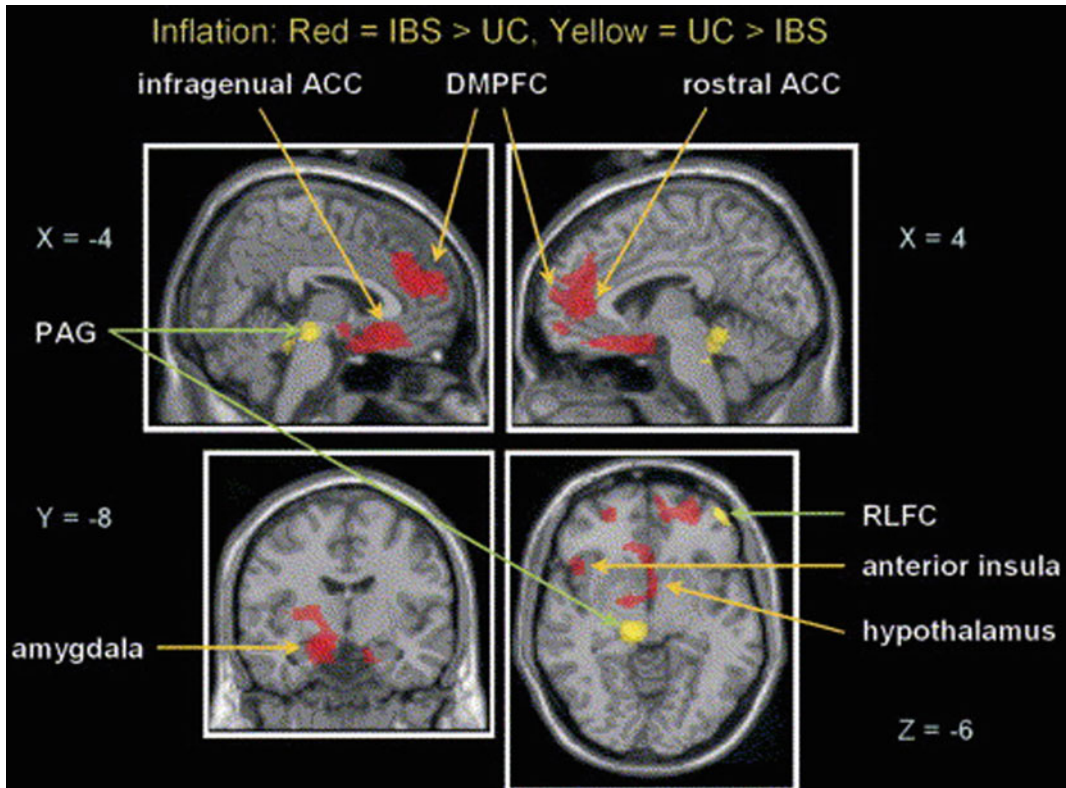 Inflation: Red = IBS > UC, Yellow = UC > IBS
infragenual ACC
DMPFC
rostral ACC
X = -4
X = 4
PAG
Y = -8
RLFC
anterior insula
amygdala
hypothalamus
Z = -6